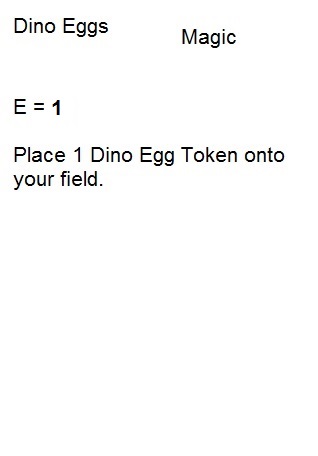 Dino Eggs
Magic
E = 1
Place 1 Dino Egg Token onto
your field.